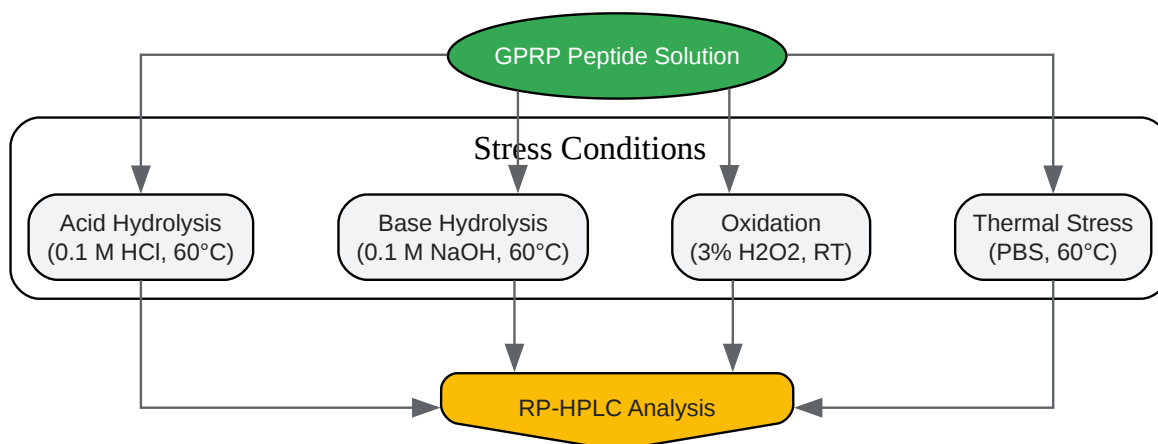 GPRP Peptide Solution
Stress Conditions
Acid Hydrolysis
(0.1 M HCl, 60°C)
Base Hydrolysis
(0.1 M NaOH, 60°C)
Oxidation
(3% H2O2, RT)
Thermal Stress
(PBS, 60°C)
RP-HPLC Analysis